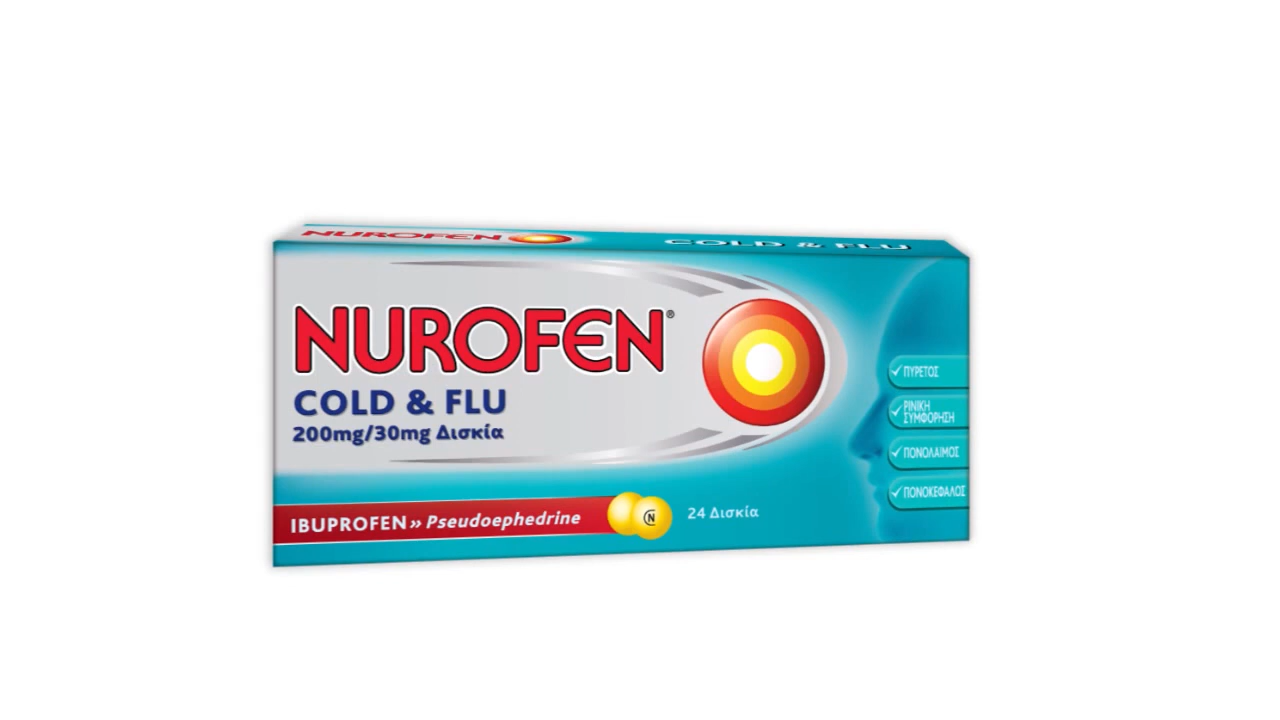 NUROFEN COLD & FLU
NUROFEN®
COLD & FLU
200mg/30mg Δισκία
IBUPROFEN» Pseudoephedrine
N
24 Δισκία
✓ ΠΥΡΕΤΟΣ
✓ ΡΙΝΙΚΗ
ΣΥΜΦΟΡΗΣΗ
✓ ΠΟΝΟΛΑΙΜΟΣ
✓ ΠΟΝΟΚΕΦΑΛΟΣ